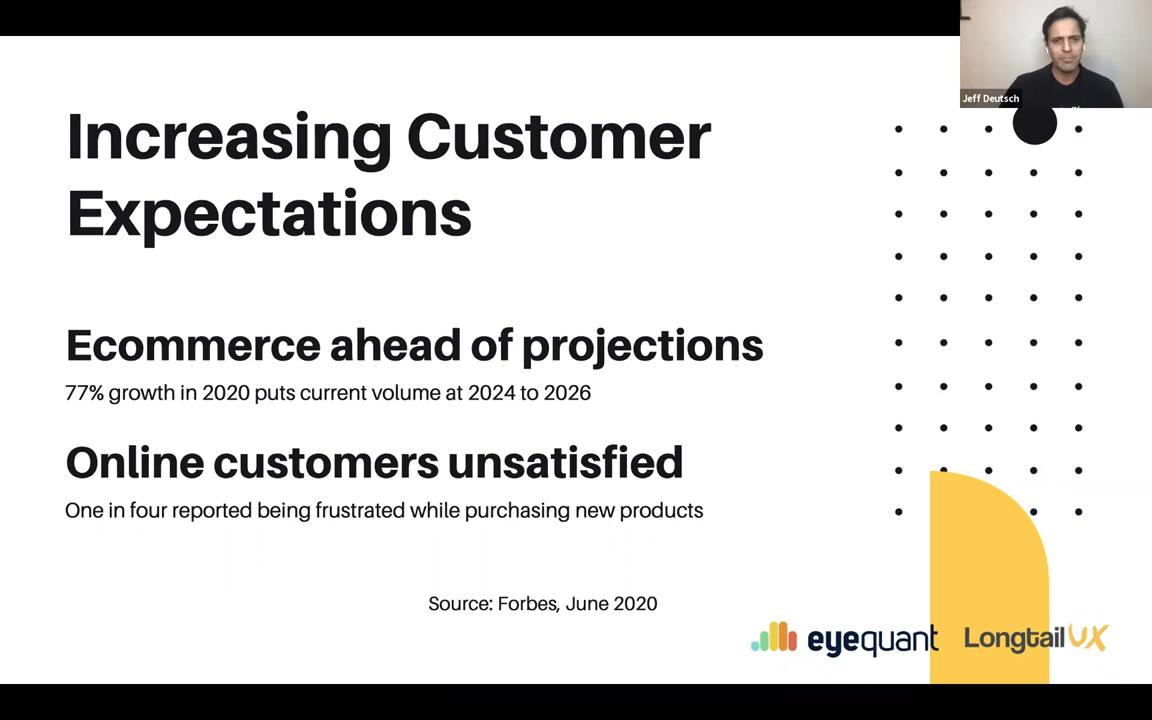 Jeff Deutsch
Increasing Customer
Expectations
Ecommerce ahead of projections
77% growth in 2020 puts current volume at 2024 to 2026
Online customers unsatisfied
One in four reported being frustrated while purchasing new products
Source: Forbes, June 2020
eyequant
LongtailUX